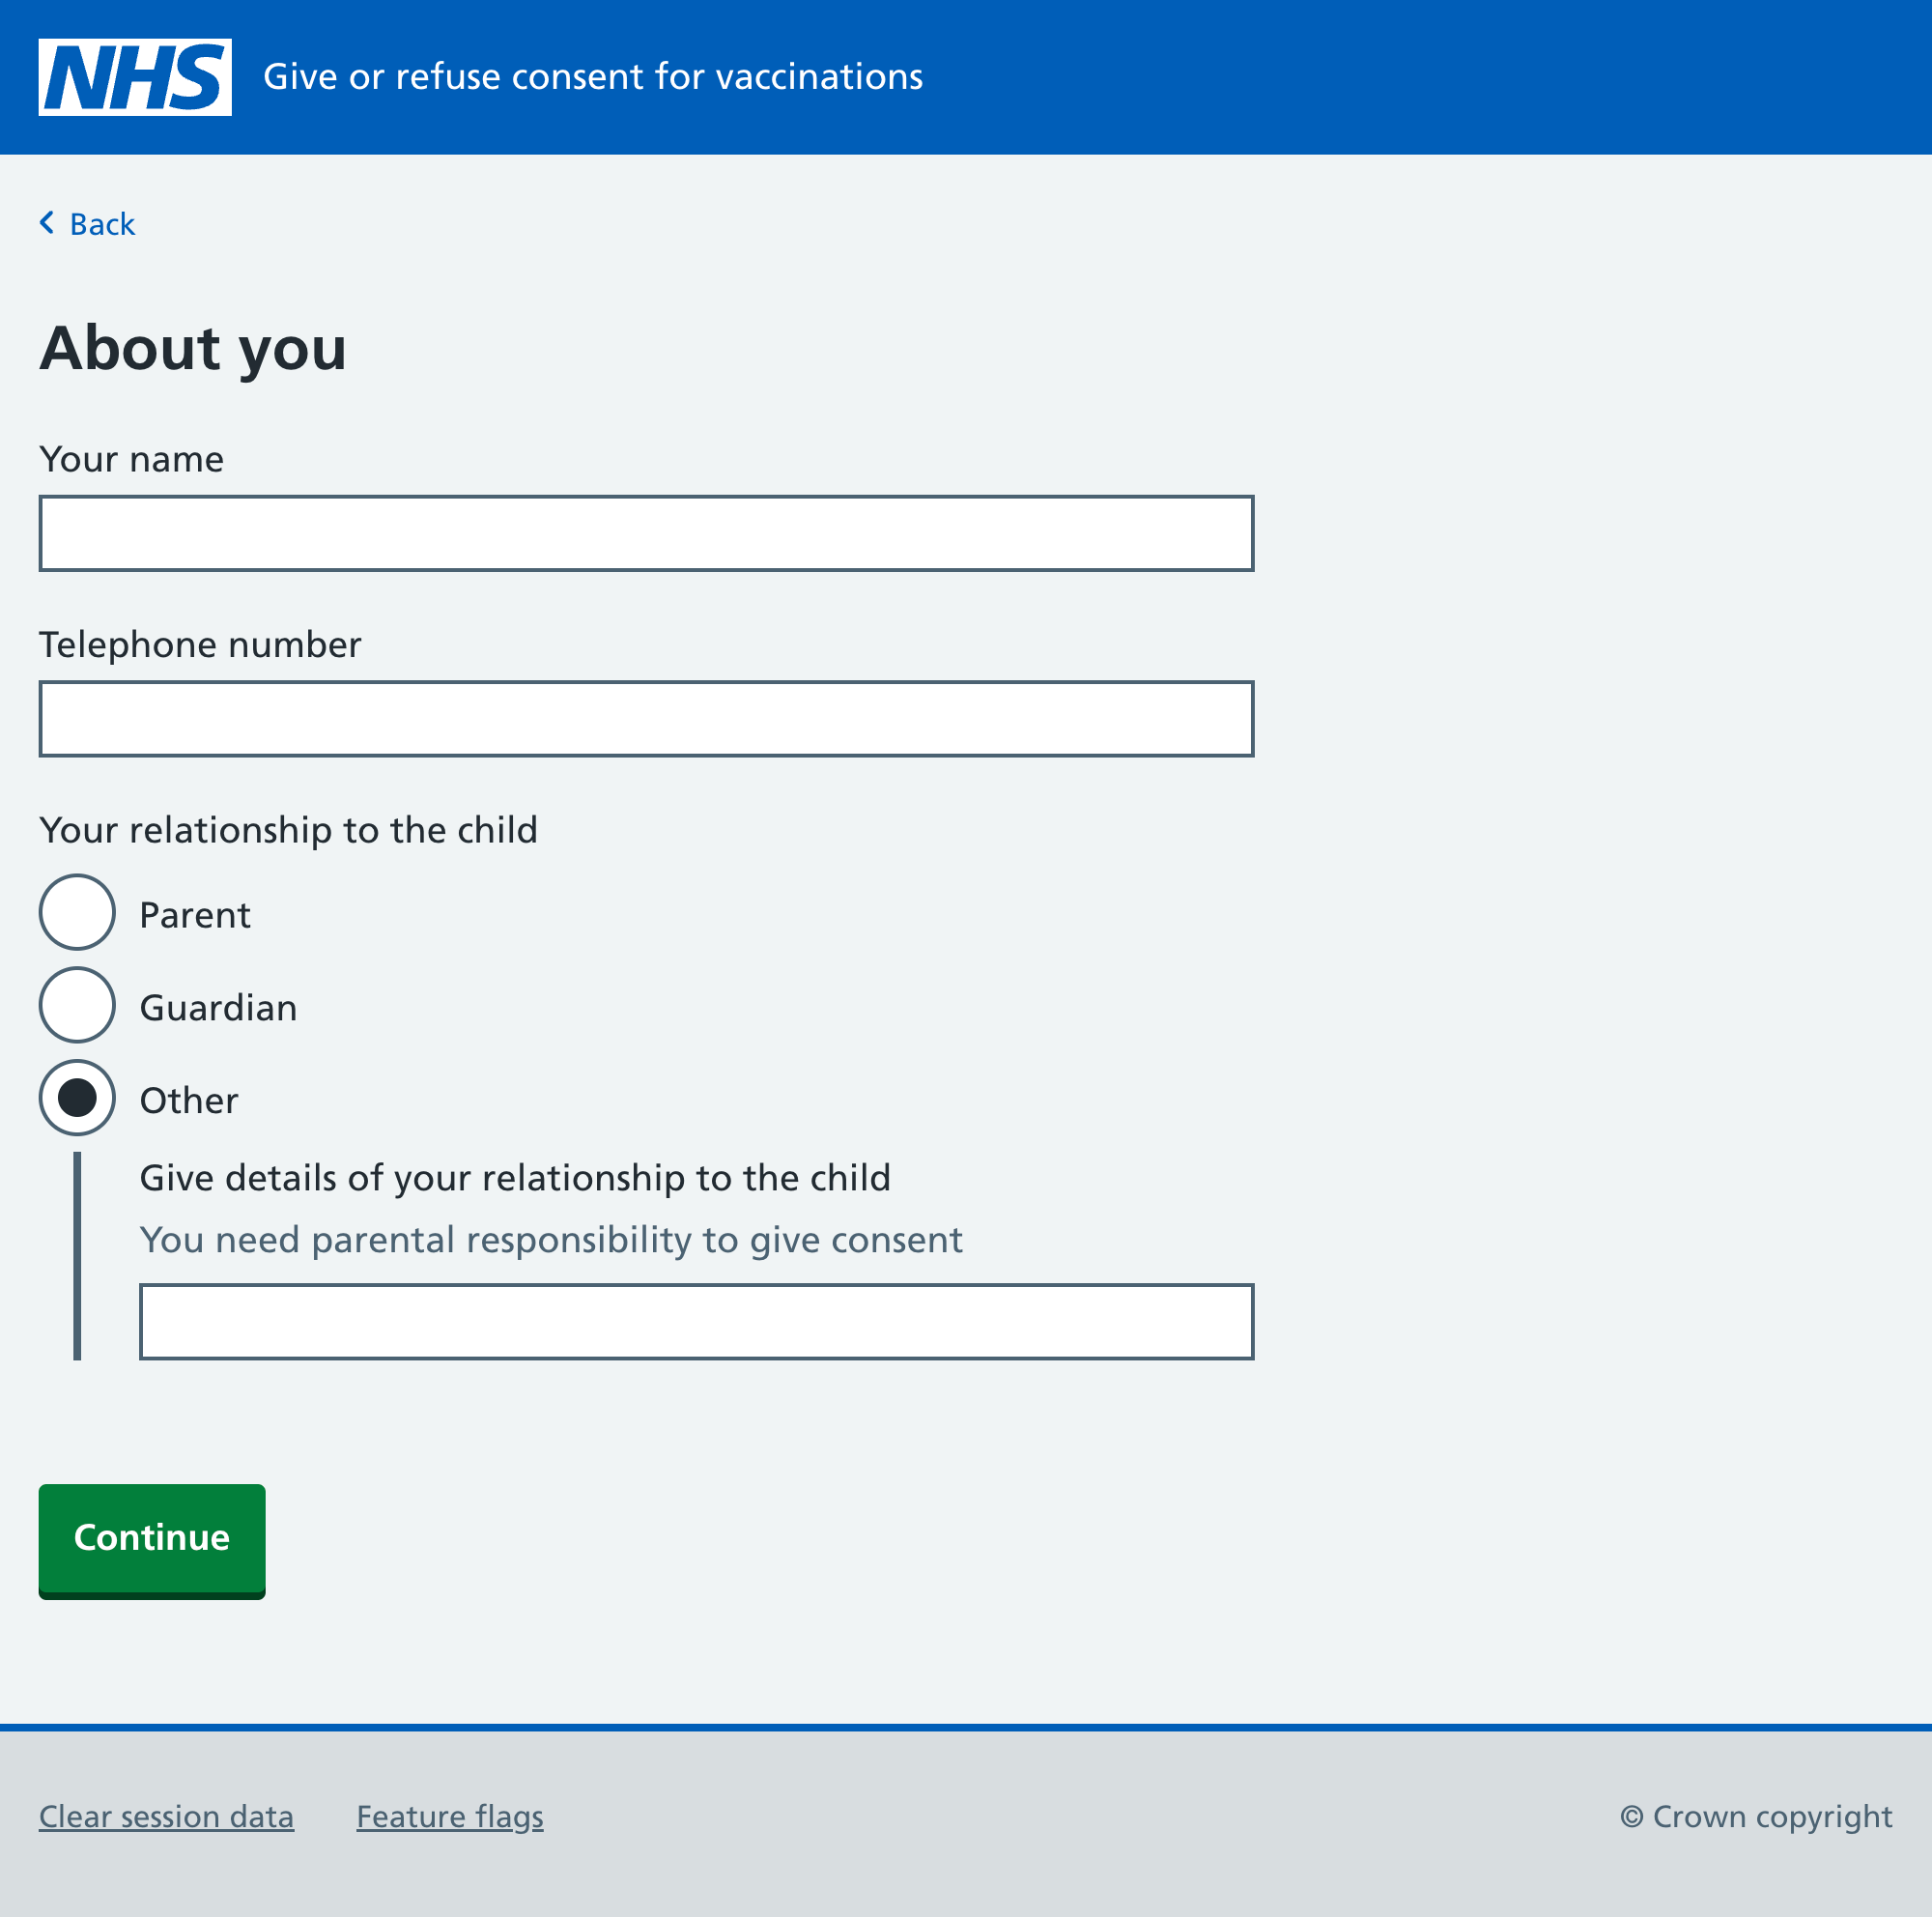 NHS Give or refuse consent for vaccinations
Back
About you
Your name
Telephone number
Your relationship to the child
Parent
Guardian
Other
Give details of your relationship to the child
You need parental responsibility to give consent
Continue
Clear session data Feature flags © Crown copyright